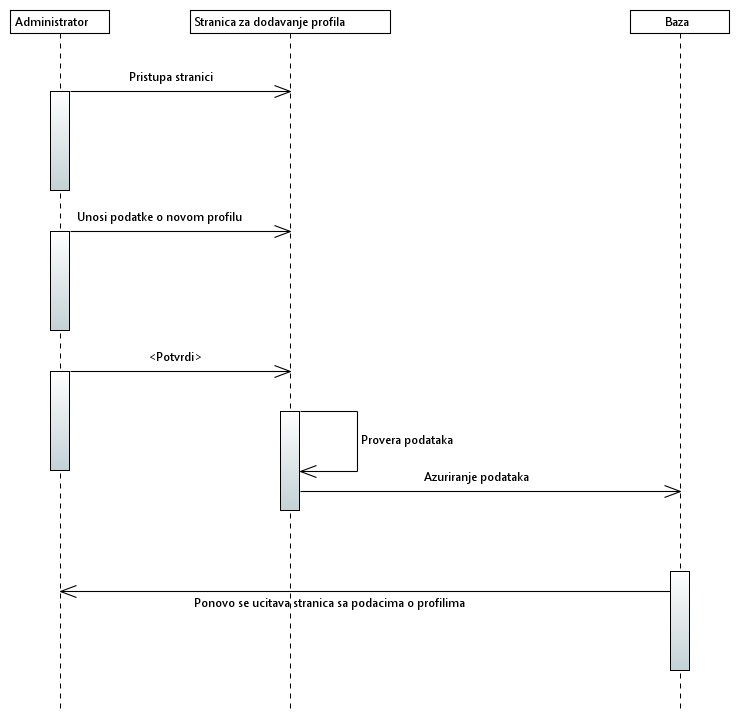 Administrator
Stranica za dodavanje profila
Baza
Pristupa stranici
Unosi podatke o novom profilu
<Potvrdi>
Provera podataka
Azuriranje podataka
Ponovo se ucitava stranica sa podacima o profilima